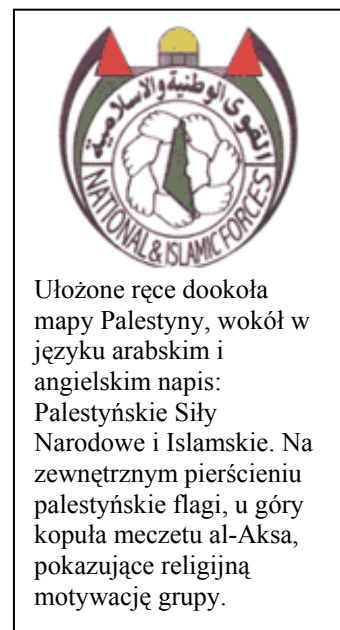 القوى الوطنية والاسلامية
NATIONAL & ISLAMIC FORCES
Ułożone ręce dookoła
mapy Palestyny, wokół w
języku arabskim i
angielskim napis:
Palestyńskie Siły
Narodowe i Islamskie. Na
zewnętrznym pierścieniu
palestyńskie flagi, u góry
kopuła meczetu al-Aksa,
pokazujące religijną
motywację grupy.